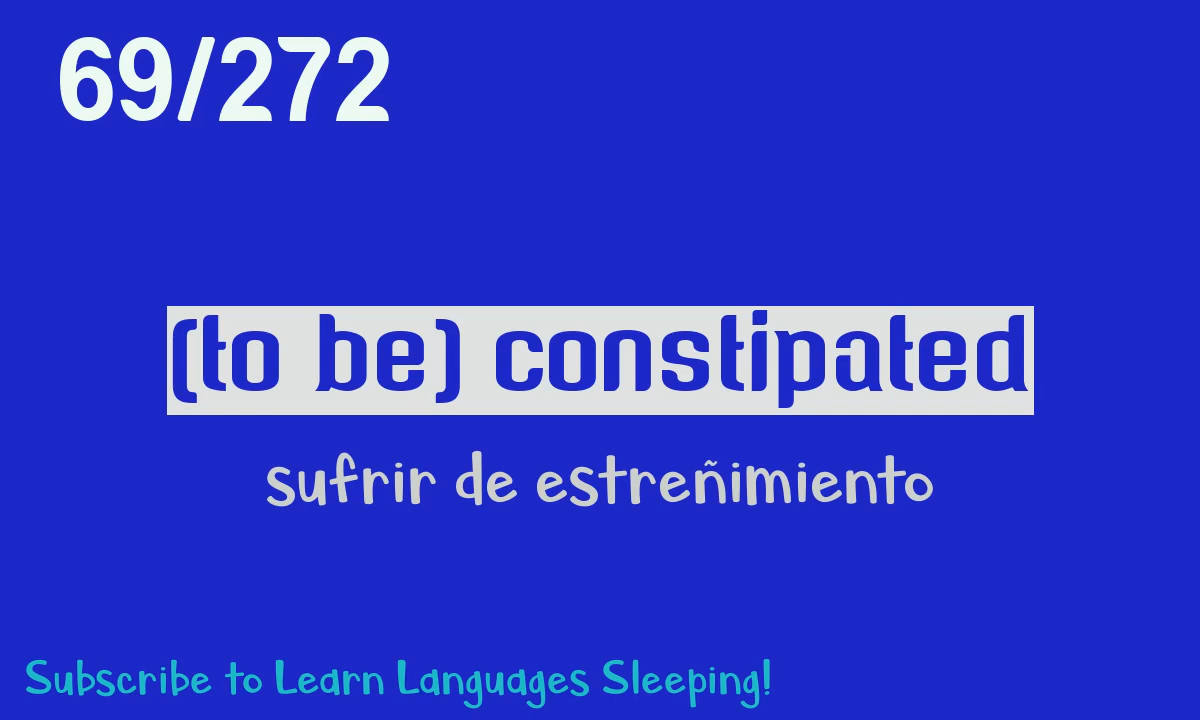 69/272
(to be) constipated
sufrir de estreñimiento
Subscribe to Learn Languages Sleeping!